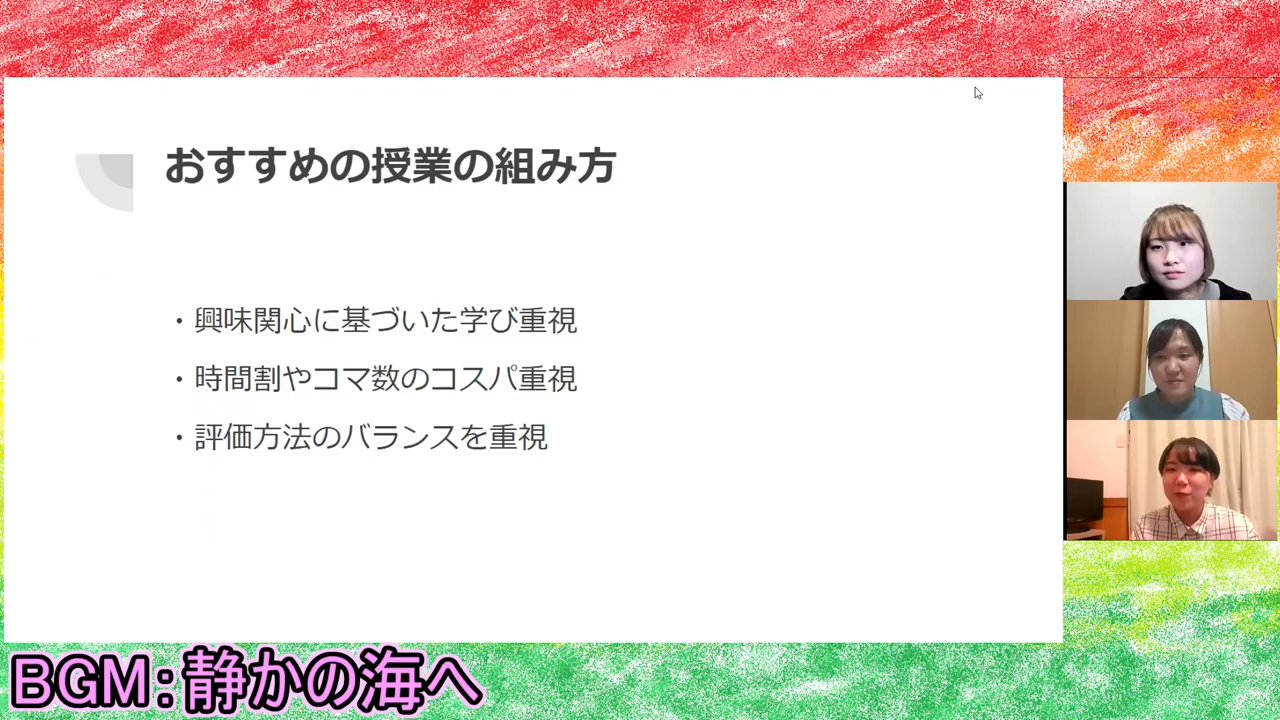 おすすめの授業の組み方
・興味関心に基づいた学び重視
・時間割やコマ数のコスパ重視
・評価方法のバランスを重視
BGM:静かの海へ